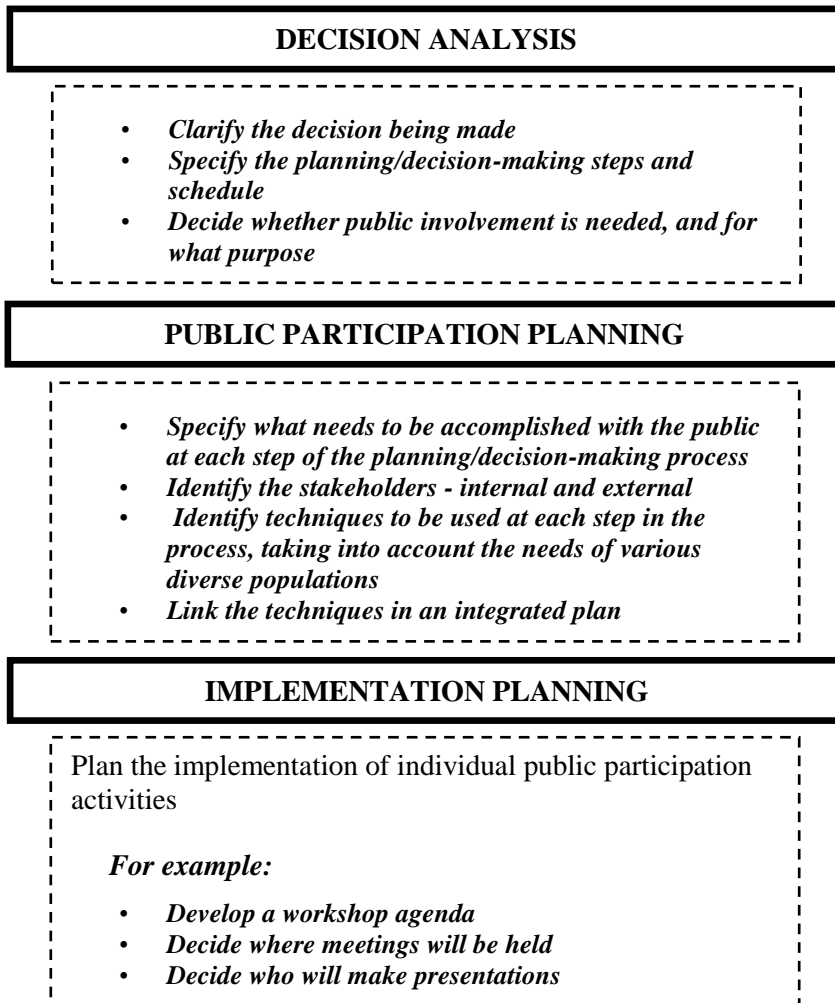 DECISION ANALYSIS
• Clarify the decision being made
• Specify the planning/decision-making steps and
schedule
• Decide whether public involvement is needed, and for
what purpose
PUBLIC PARTICIPATION PLANNING
• Specify what needs to be accomplished with the public
at each step of the planning/decision-making process
• Identify the stakeholders - internal and external
• Identify techniques to be used at each step in the
process, taking into account the needs of various
diverse populations
• Link the techniques in an integrated plan
IMPLEMENTATION PLANNING
Plan the implementation of individual public participation
activities
For example:
• Develop a workshop agenda
• Decide where meetings will be held
• Decide who will make presentations